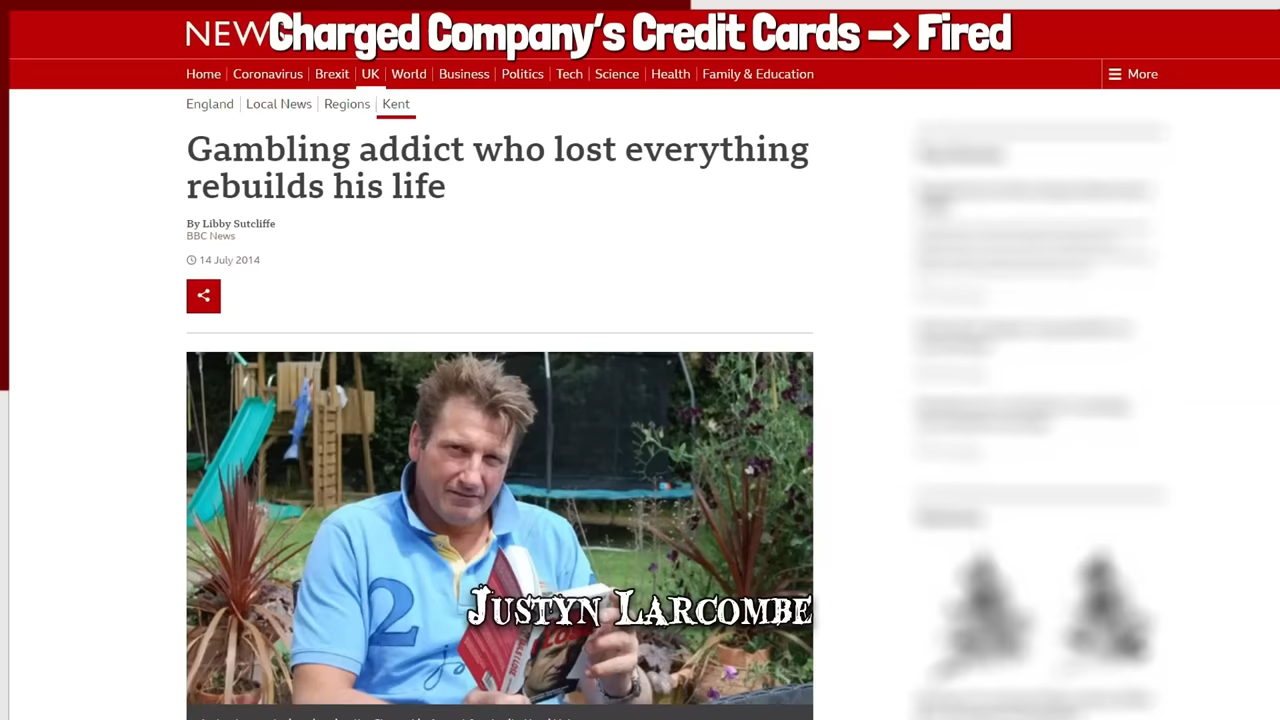 NEW
Charged Company's Credit Cards -> Fired
Home Coronavirus Brexit UK World Business Politics Tech Science Health Family & Education More
England Local News Regions Kent
Gambling addict who lost everything
rebuilds his life
By Libby Sutcliffe
BBC News
14 July 2014
2
JUSTYN LARCOMBE